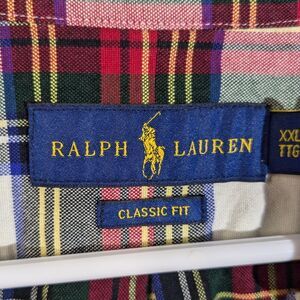 RALPH LAUREN
XXL
TTG
CLASSIC FIT